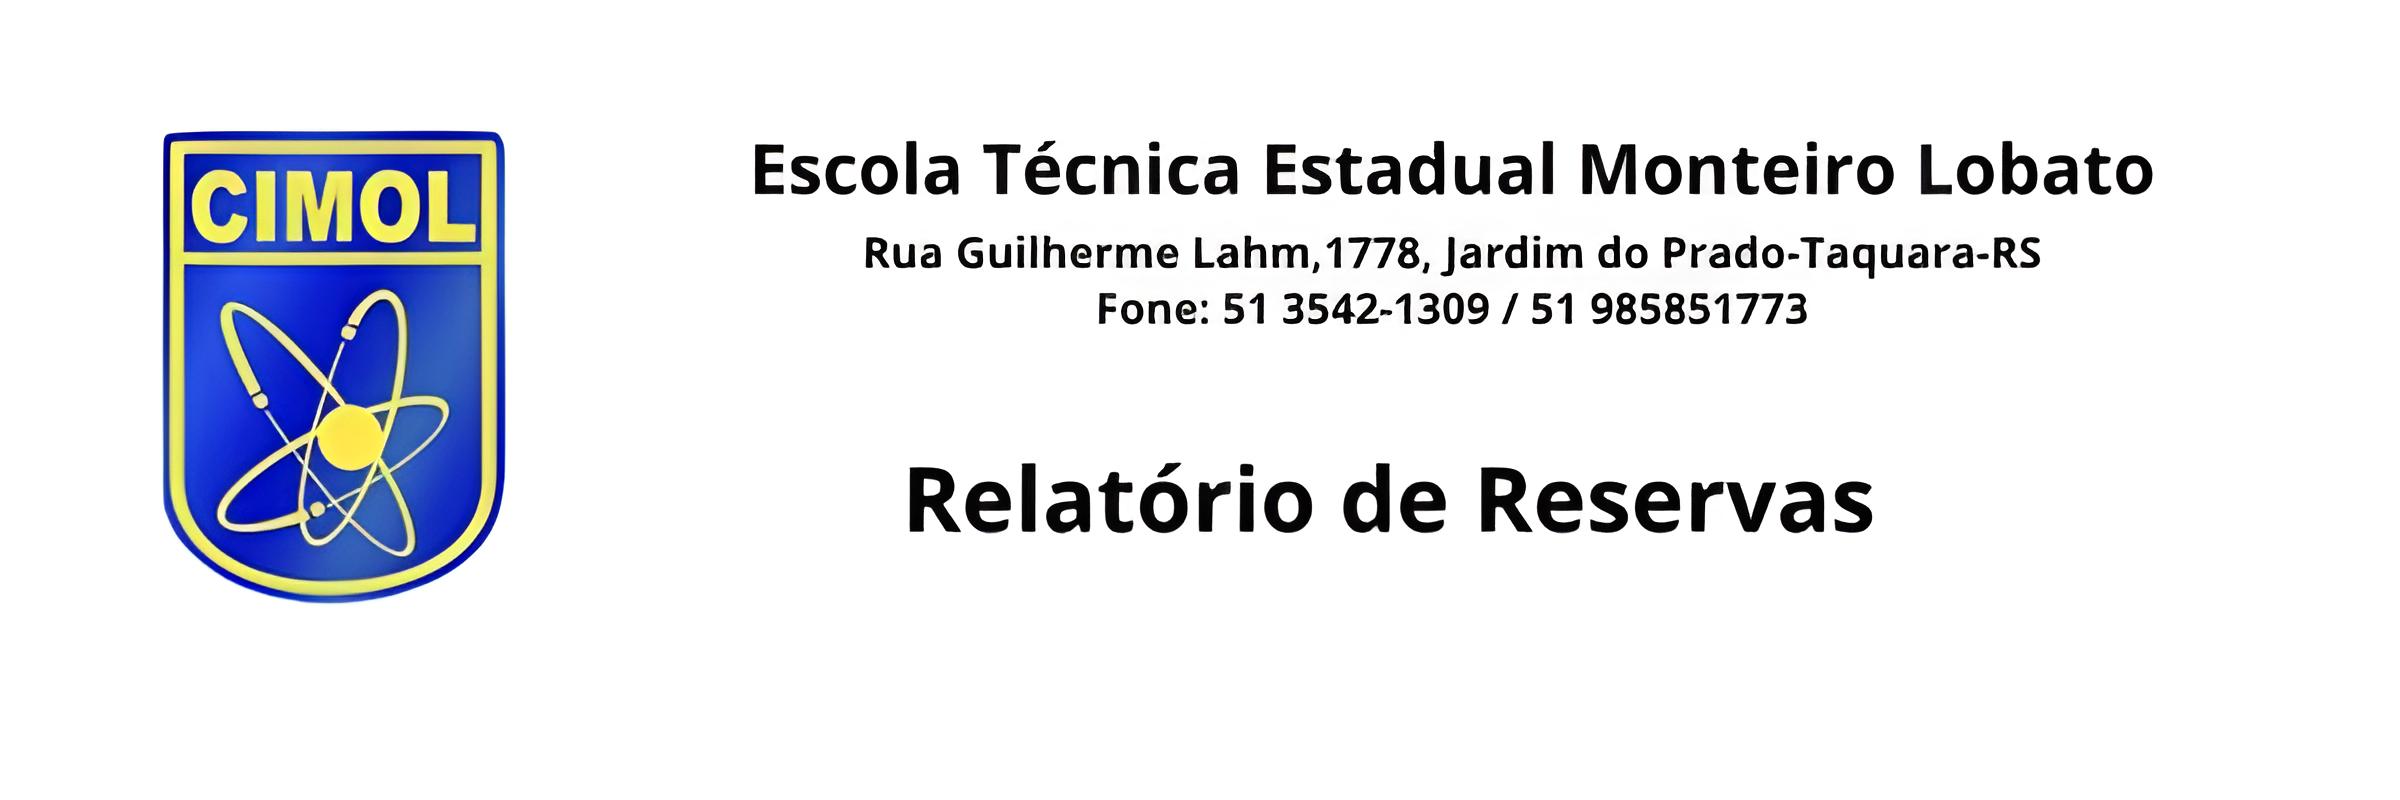 CIMOL
Escola Técnica Estadual Monteiro Lobato
Rua Guilherme Lahm,1778, Jardim do Prado-Taquara-RS
Fone: 51 3542-1309 / 51 985851773
Relatório de Reservas